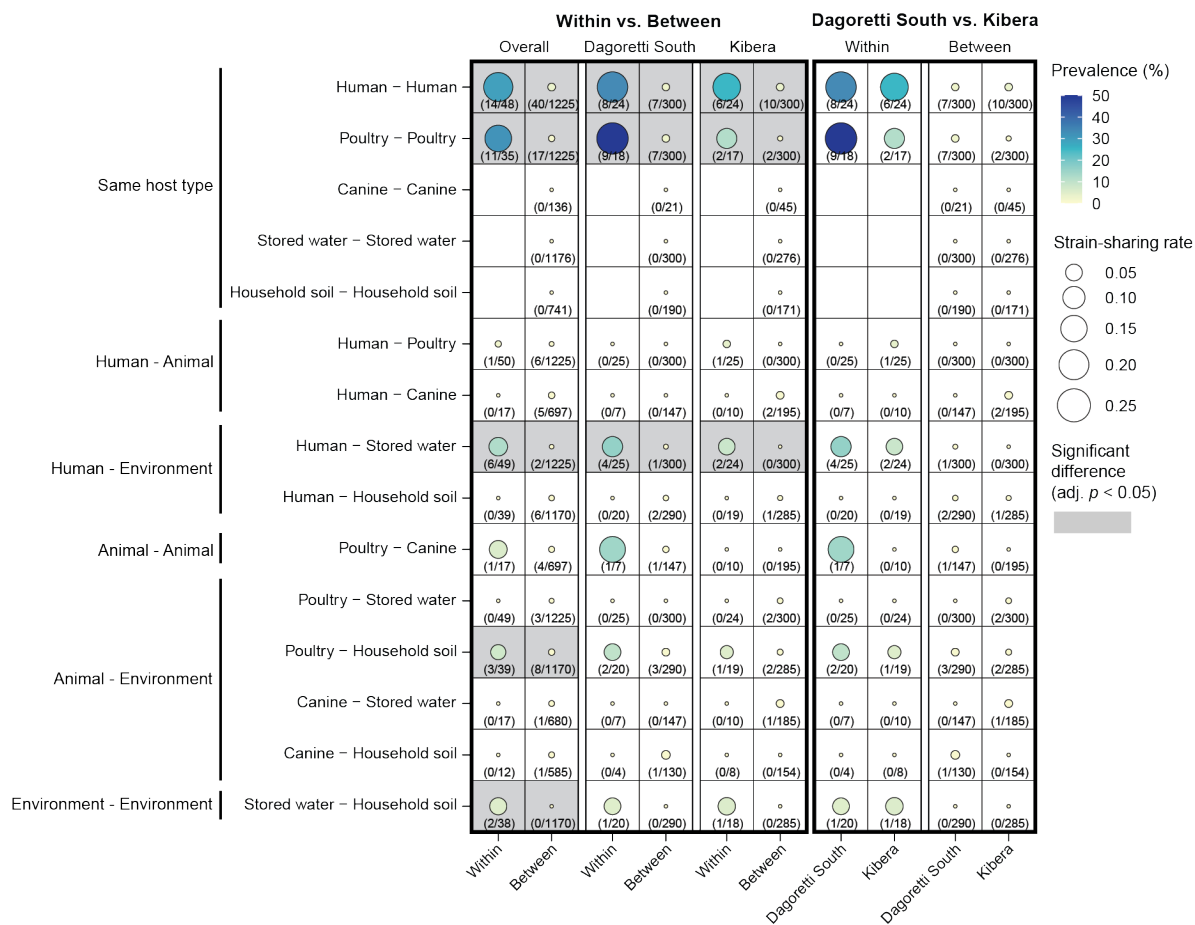 Within vs. Between Dagoretti South vs. Kibera
Overall Dagoretti South Kibera Within Between
Same host type
Human – Human (14/48) (40/1225) (8/24) (7/300) (6/24) (10/300) (8/24) (6/24) (7/300) (10/300)
Poultry – Poultry (11/35) (17/1225) (9/18) (7/300) (2/17) (2/300) (9/18) (2/17) (7/300) (2/300)
Canine – Canine (0/136) (0/21) (0/45) (0/21) (0/45)
Stored water – Stored water (0/1176) (0/300) (0/276) (0/300) (0/276)
Household soil – Household soil (0/741) (0/190) (0/171) (0/190) (0/171)
Human - Animal
Human – Poultry (1/50) (6/1225) (0/25) (0/300) (1/25) (0/300) (0/25) (1/25) (0/300) (0/300)
Human – Canine (0/17) (5/697) (0/7) (0/147) (0/10) (2/195) (0/7) (0/10) (0/147) (2/195)
Human - Environment
Human – Stored water (6/49) (2/1225) (4/25) (1/300) (2/24) (0/300) (4/25) (2/24) (1/300) (0/300)
Human – Household soil (0/39) (6/1170) (0/20) (2/290) (0/19) (1/285) (0/20) (0/19) (2/290) (1/285)
Animal - Animal
Poultry – Canine (1/17) (4/697) (1/7) (1/147) (0/10) (0/195) (1/7) (0/10) (1/147) (0/195)
Animal - Environment
Poultry – Stored water (0/49) (3/1225) (0/25) (0/300) (0/24) (2/300) (0/25) (0/24) (0/300) (2/300)
Poultry – Household soil (3/39) (8/1170) (2/20) (3/290) (1/19) (2/285) (2/20) (1/19) (3/290) (2/285)
Canine – Stored water (0/17) (1/680) (0/7) (0/147) (0/10) (1/185) (0/7) (0/10) (0/147) (1/185)
Canine – Household soil (0/12) (1/585) (0/4) (1/130) (0/8) (0/154) (0/4) (0/8) (1/130) (0/154)
Environment - Environment
Stored water – Household soil (2/38) (0/1170) (1/20) (0/290) (1/18) (0/285) (1/20) (1/18) (0/290) (0/285)
Within Between Within Between Within Between Dagoretti South Kibera Dagoretti South Kibera
Prevalence (%)
50
40
30
20
10
0
Strain-sharing rate
0.05
0.10
0.15
0.20
0.25
Significant
difference
(adj. p < 0.05)